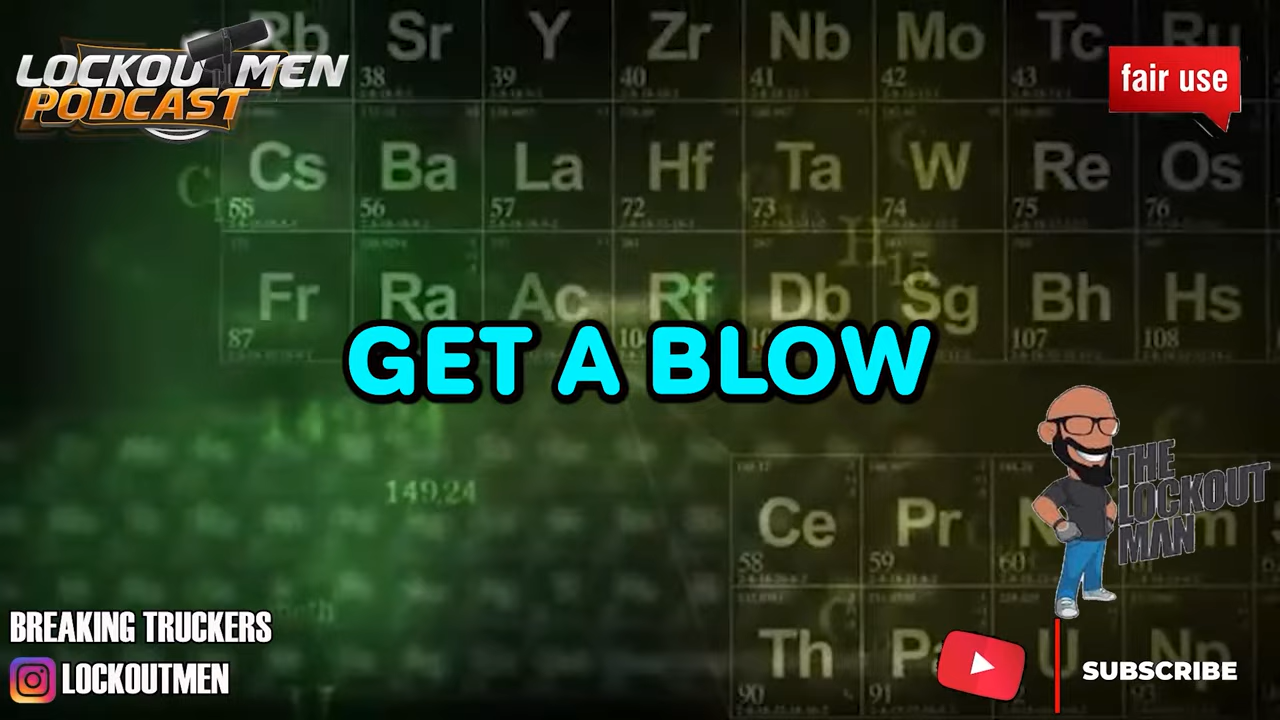 LOCKOUTMEN
PODCAST
fair use
Rb Sr Y Zr Nb Mo Tc Ru
38 39 40 41 42 43
Cs Ba La Hf Ta W Re Os
55 56 57 72 73 74 75 76
H
15
Fr Ra Ac Rf Db Sg Bh Hs
87 107 108
GET A BLOW
149,24
Ce Pr
58 59 60
THE
LOCKOUT
MAN
Th Pa U Np
90 91 93
BREAKING TRUCKERS
LOCKOUTMEN
SUBSCRIBE